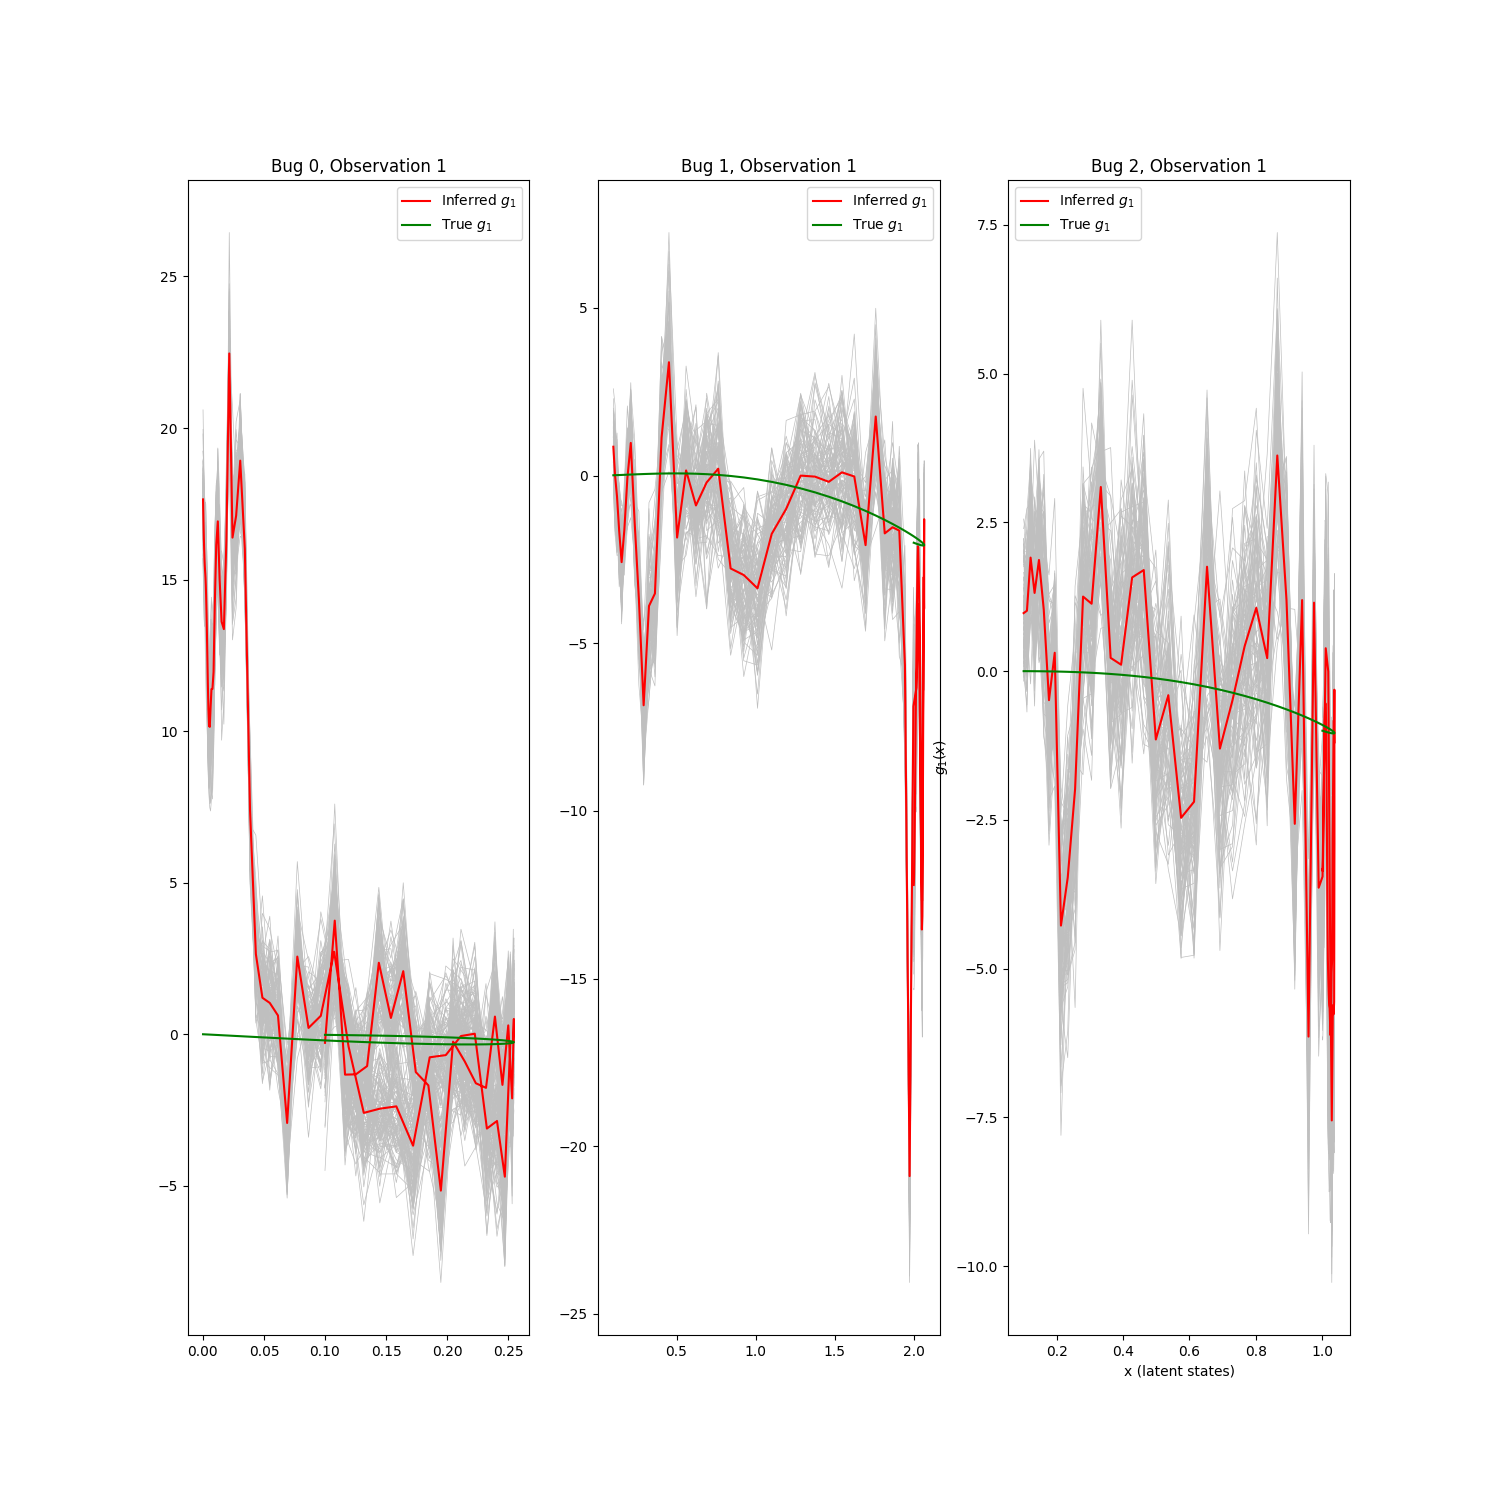 Bug 0, Observation 1
Inferred g₁
True g₁
25
20
15
10
5
0
−5
0.00 0.05 0.10 0.15 0.20 0.25
Bug 1, Observation 1
Inferred g₁
True g₁
5
0
−5
−10
−15
−20
−25
0.5 1.0 1.5 2.0
Bug 2, Observation 1
Inferred g₁
True g₁
g₁(x)
7.5
5.0
2.5
0.0
−2.5
−5.0
−7.5
−10.0
0.2 0.4 0.6 0.8 1.0
x (latent states)